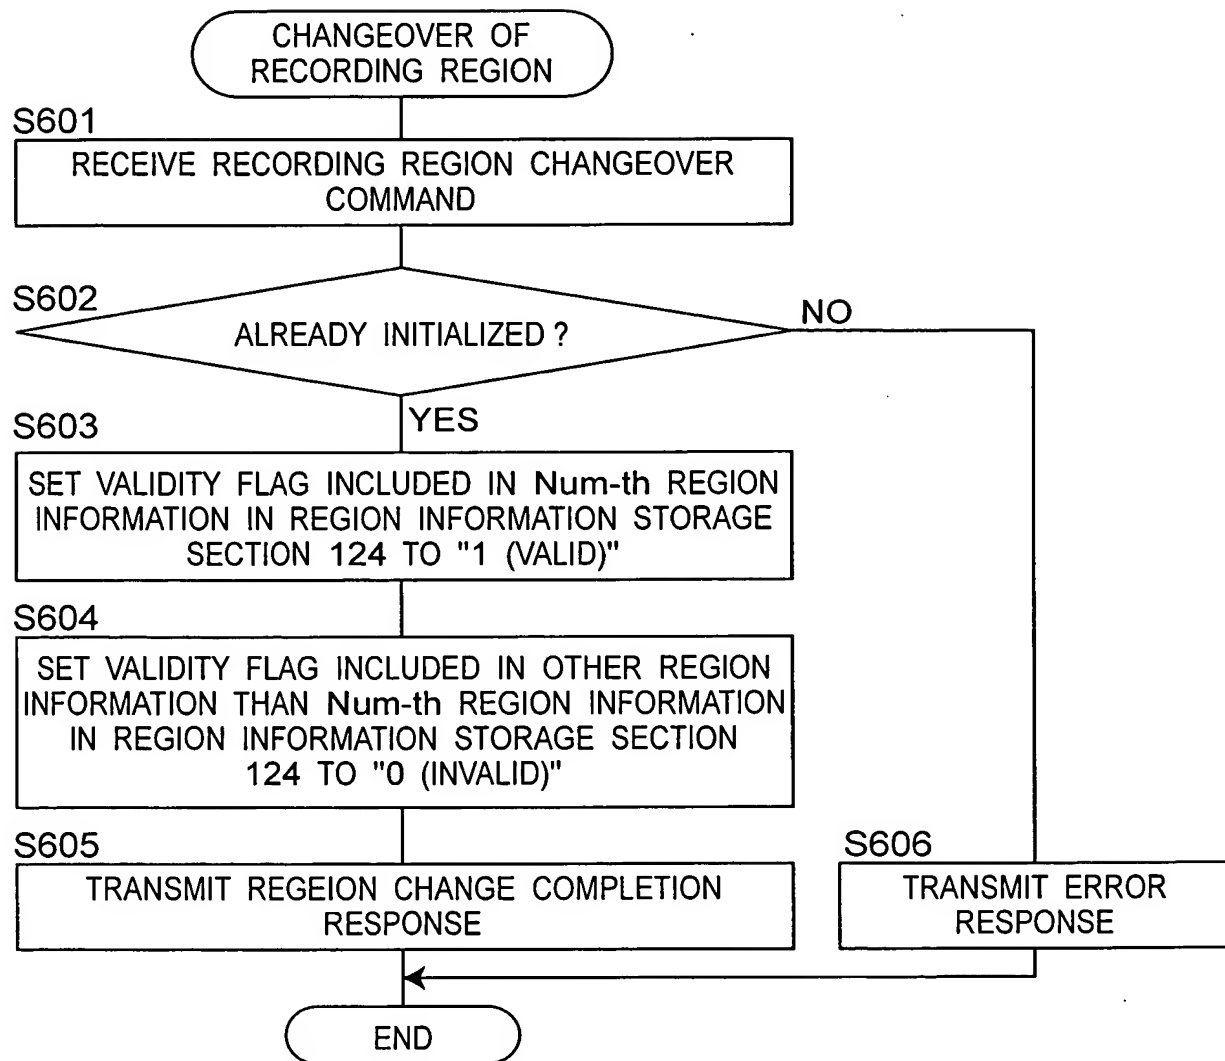 CHANGEOVER OF
RECORDING REGION
S601
RECEIVE RECORDING REGION CHANGEOVER
COMMAND
S602
ALREADY INITIALIZED ?
NO
YES
S603
SET VALIDITY FLAG INCLUDED IN Num-th REGION
INFORMATION IN REGION INFORMATION STORAGE
SECTION 124 TO "1 (VALID)"
S604
SET VALIDITY FLAG INCLUDED IN OTHER REGION
INFORMATION THAN Num-th REGION INFORMATION
IN REGION INFORMATION STORAGE SECTION
124 TO "0 (INVALID)"
S605
TRANSMIT REGEION CHANGE COMPLETION
RESPONSE
S606
TRANSMIT ERROR
RESPONSE
END